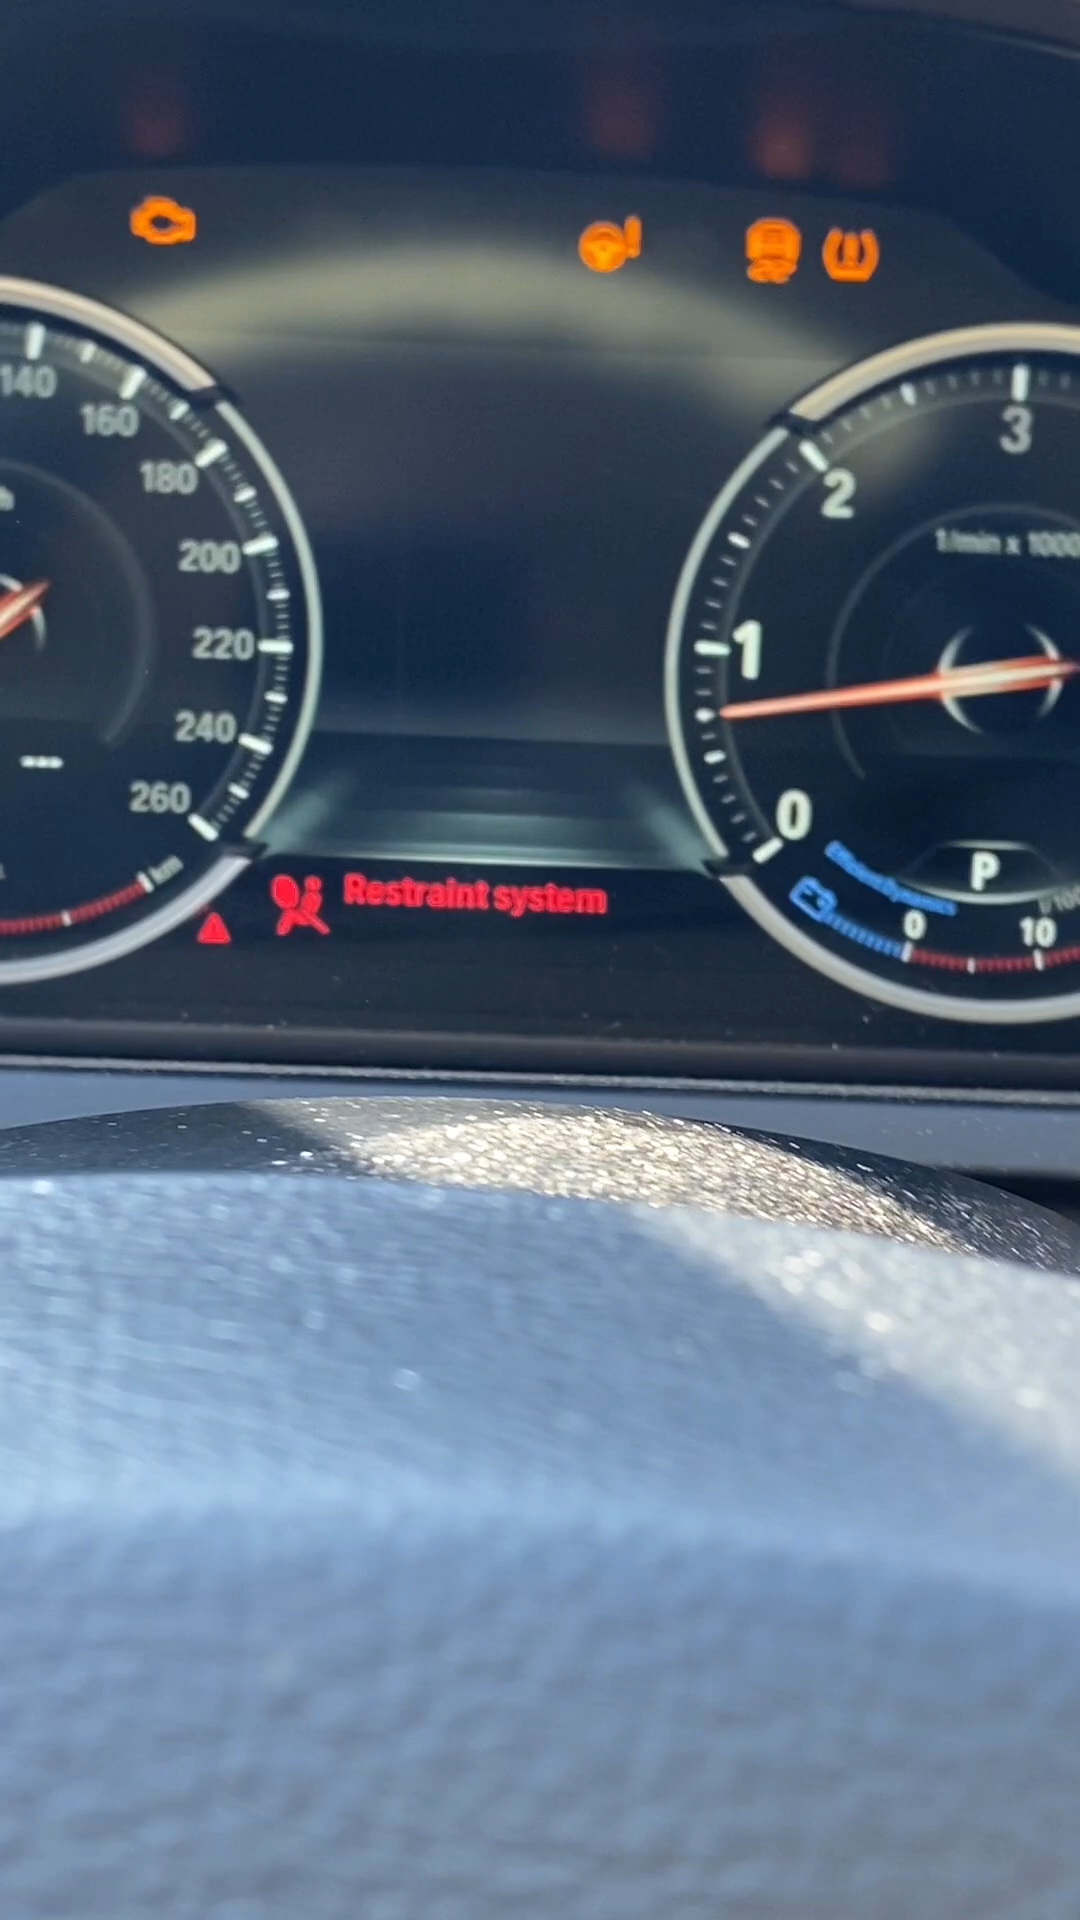 140
160
180
200
220
240
260
km
---
3
2
1/min x 1000
1
0
P
EfficientDynamics
0
10
Restraint system